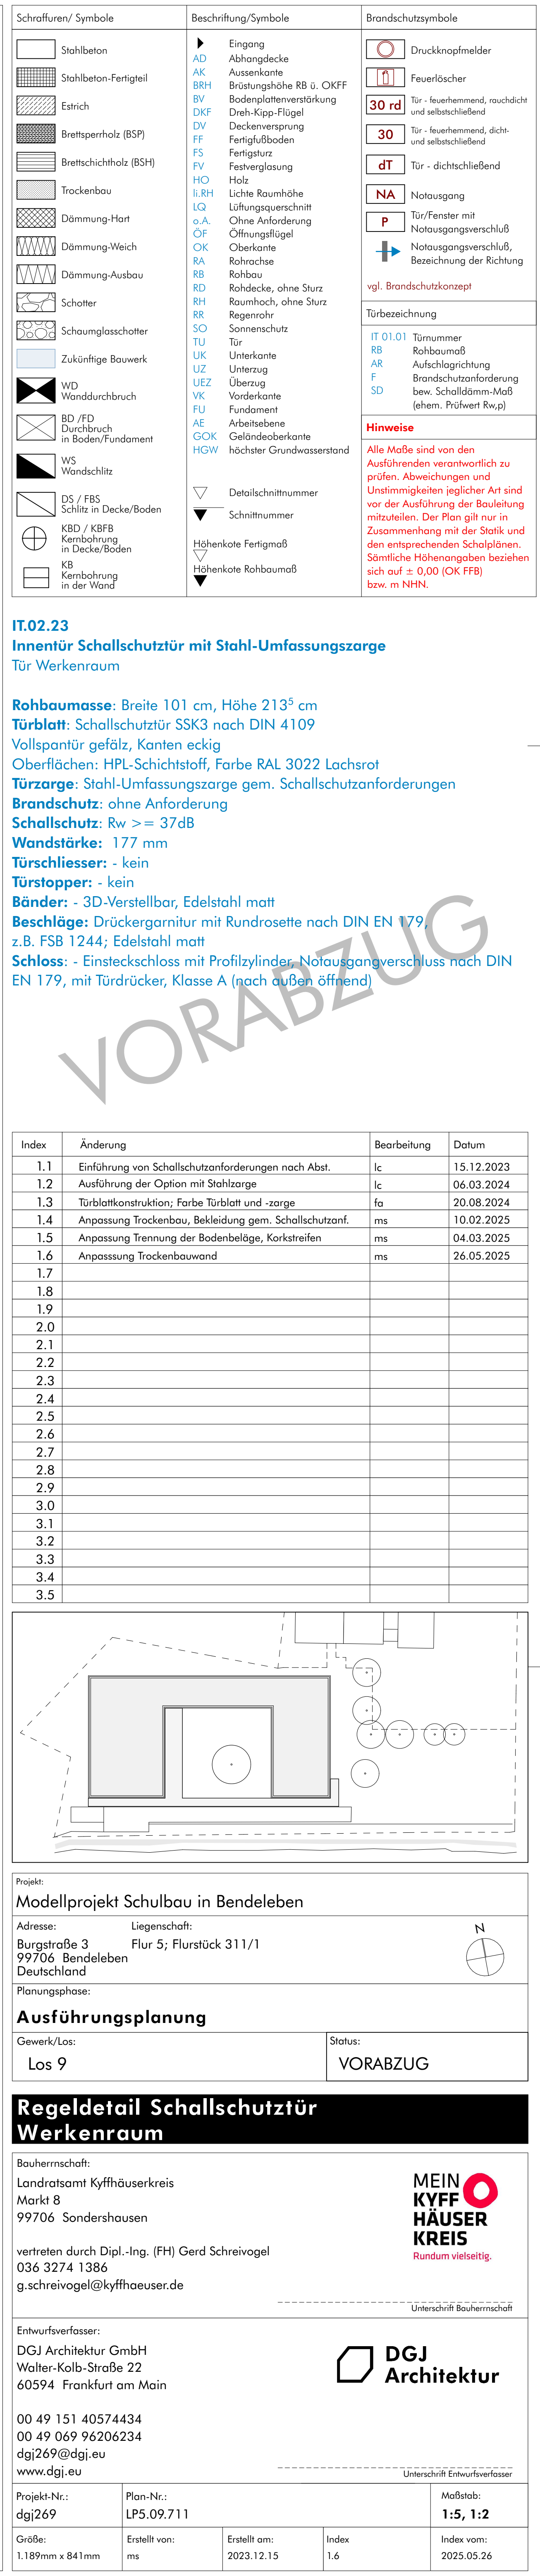 Schraffuren/ Symbole
Stahlbeton
Stahlbeton-Fertigteil
Estrich
Brettsperrholz (BSP)
Brettschichtholz (BSH)
Trockenbau
Dämmung-Hart
Dämmung-Weich
Dämmung-Ausbau
Schotter
Schaumglasschotter
Zukünftige Bauwerk
WD
Wanddurchbruch
BD /FD
Durchbruch
in Boden/Fundament
WS
Wandschlitz
DS / FBS
Schlitz in Decke/Boden
KBD / KBFB
Kernbohrung
in Decke/Boden
KB
Kernbohrung
in der Wand
Beschriftung/Symbole
Eingang
AD Abhangdecke
AK Aussenkante
BRH Brüstungshöhe RB ü. OKFF
BV Bodenplattenverstärkung
DKF Dreh-Kipp-Flügel
DV Deckenversprung
FF Fertigfußboden
FS Fertigsturz
FV Festverglasung
HO Holz
li.RH Lichte Raumhöhe
LQ Lüftungsquerschnitt
o.A. Ohne Anforderung
ÖF Öffnungsflügel
OK Oberkante
RA Rohrachse
RB Rohbau
RD Rohdecke, ohne Sturz
RH Raumhoch, ohne Sturz
RR Regenrohr
SO Sonnenschutz
TU Tür
UK Unterkante
UZ Unterzug
UEZ Überzug
VK Vorderkante
FU Fundament
AE Arbeitsebene
GOK Geländeoberkante
HGW höchster Grundwasserstand
Detailschnittnummer
Schnittnummer
Höhenkote Fertigmaß
Höhenkote Rohbaumaß
Brandschutzsymbole
Druckknopfmelder
Feuerlöscher
30 rd Tür - feuerhemmend, rauchdicht
und selbstschließend
30 Tür - feuerhemmend, dicht-
und selbstschließend
dT Tür - dichtschließend
NA Notausgang
P Tür/Fenster mit
Notausgangsverschluß
Notausgangsverschluß,
Bezeichnung der Richtung
vgl. Brandschutzkonzept
Türbezeichnung
IT 01.01 Türnummer
RB Rohbaumaß
AR Aufschlagrichtung
F Brandschutzanforderung
SD bew. Schalldämm-Maß
(ehem. Prüfwert Rw,p)
Hinweise
Alle Maße sind von den
Ausführenden verantwortlich zu
prüfen. Abweichungen und
Unstimmigkeiten jeglicher Art sind
vor der Ausführung der Bauleitung
mitzuteilen. Der Plan gilt nur in
Zusammenhang mit der Statik und
den entsprechenden Schalplänen.
Sämtliche Höhenangaben beziehen
sich auf ± 0,00 (OK FFB)
bzw. m NHN.
IT.02.23
Innentür Schallschutztür mit Stahl-Umfassungszarge
Tür Werkenraum
Rohbaumasse: Breite 101 cm, Höhe 213⁵ cm
Türblatt: Schallschutztür SSK3 nach DIN 4109
Vollspantür gefälz, Kanten eckig
Oberflächen: HPL-Schichtstoff, Farbe RAL 3022 Lachsrot
Türzarge: Stahl-Umfassungszarge gem. Schallschutzanforderungen
Brandschutz: ohne Anforderung
Schallschutz: Rw >= 37dB
Wandstärke: 177 mm
Türschliesser: - kein
Türstopper: - kein
Bänder: - 3D-Verstellbar, Edelstahl matt
Beschläge: Drückergarnitur mit Rundrosette nach DIN EN 179,
z.B. FSB 1244; Edelstahl matt
Schloss: - Einsteckschloss mit Profilzylinder, Notausgangverschluss nach DIN
EN 179, mit Türdrücker, Klasse A (nach außen öffnend)
VORABZUG
Index Änderung Bearbeitung Datum
1.1 Einführung von Schallschutzanforderungen nach Abst. lc 15.12.2023
1.2 Ausführung der Option mit Stahlzarge lc 06.03.2024
1.3 Türblattkonstruktion; Farbe Türblatt und -zarge fa 20.08.2024
1.4 Anpassung Trockenbau, Bekleidung gem. Schallschutzanf. ms 10.02.2025
1.5 Anpassung Trennung der Bodenbeläge, Korkstreifen ms 04.03.2025
1.6 Anpasssung Trockenbauwand ms 26.05.2025
1.7
1.8
1.9
2.0
2.1
2.2
2.3
2.4
2.5
2.6
2.7
2.8
2.9
3.0
3.1
3.2
3.3
3.4
3.5
Projekt:
Modellprojekt Schulbau in Bendeleben
Adresse: Liegenschaft:
Burgstraße 3 Flur 5; Flurstück 311/1
99706 Bendeleben
Deutschland
N
Planungsphase:
Ausführungsplanung
Gewerk/Los: Status:
Los 9 VORABZUG
Regeldetail Schallschutztür
Werkenraum
Bauherrnschaft:
Landratsamt Kyffhäuserkreis
Markt 8
99706 Sondershausen
vertreten durch Dipl.-Ing. (FH) Gerd Schreivogel
036 3274 1386
g.schreivogel@kyffhaeuser.de
MEIN
KYFF
HÄUSER
KREIS
Rundum vielseitig.
Unterschrift Bauherrnschaft
Entwurfsverfasser:
DGJ Architektur GmbH
Walter-Kolb-Straße 22
60594 Frankfurt am Main
00 49 151 40574434
00 49 069 96206234
dgj269@dgj.eu
www.dgj.eu
DGJ
Architektur
Unterschrift Entwurfsverfasser
Projekt-Nr.: Plan-Nr.: Maßstab:
dgj269 LP5.09.711 1:5, 1:2
Größe: Erstellt von: Erstellt am: Index Index vom:
1.189mm x 841mm ms 2023.12.15 1.6 2025.05.26